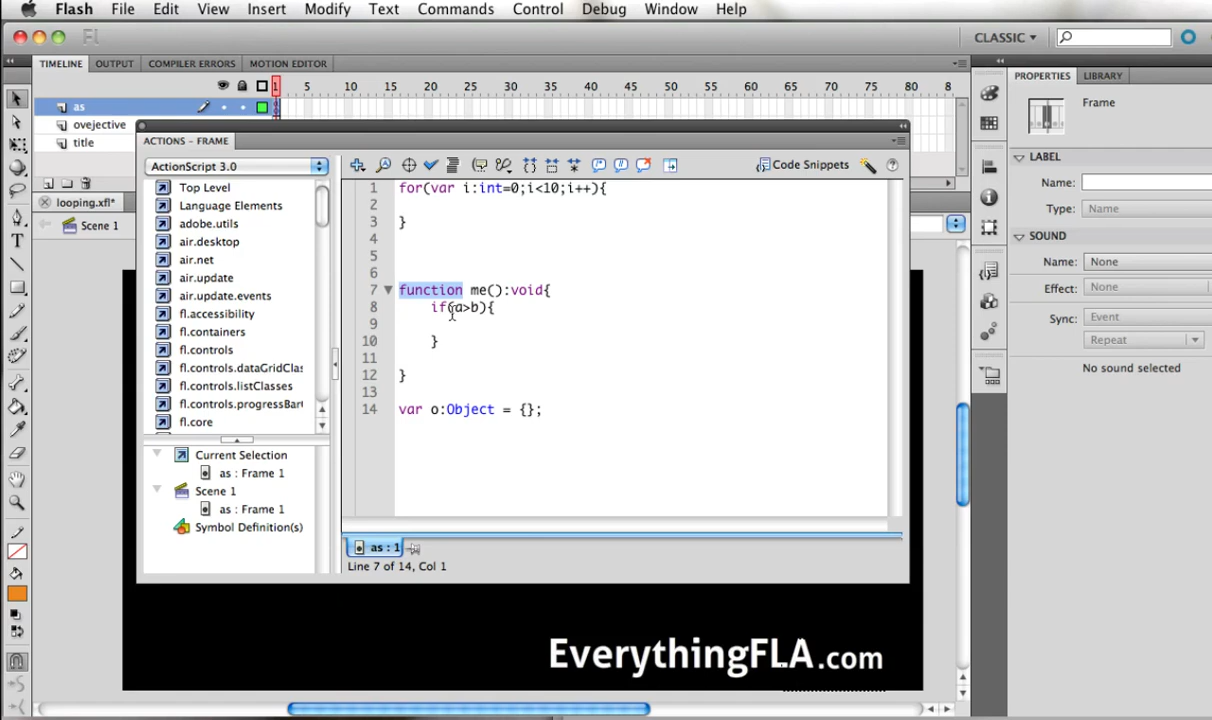 Flash File Edit View Insert Modify Text Commands Control Debug Window Help
Fl CLASSIC
TIMELINE OUTPUT COMPILER ERRORS MOTION EDITOR
PROPERTIES LIBRARY
1 5 10 15 20 25 30 35 40 45 50 55 60 65 70 75 80 8
as
ovejective
title
Frame
ACTIONS - FRAME
ActionScript 3.0
Code Snippets
LABEL
Name:
Type: Name
SOUND
Name: None
Effect: None
Sync: Event
Repeat
No sound selected
looping.xfl*
Scene 1
Top Level
Language Elements
adobe.utils
air.desktop
air.net
air.update
air.update.events
fl.accessibility
fl.containers
fl.controls
fl.controls.dataGridClas
fl.controls.listClasses
fl.controls.progressBar
fl.core
Current Selection
as : Frame 1
Scene 1
as : Frame 1
Symbol Definition(s)
1 for(var i:int=0;i<10;i++){
2
3 }
4
5
6
7 function me():void{
8 if(a>b){
9
10 }
11
12 }
13
14 var o:Object = {};
as : 1
Line 7 of 14, Col 1
EverythingFLA.com